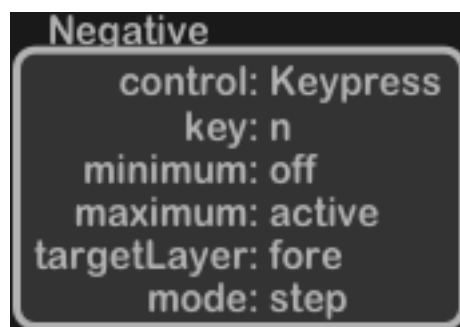 Negative
control: Keypress
key: n
minimum: off
maximum: active
targetLayer: fore
mode: step